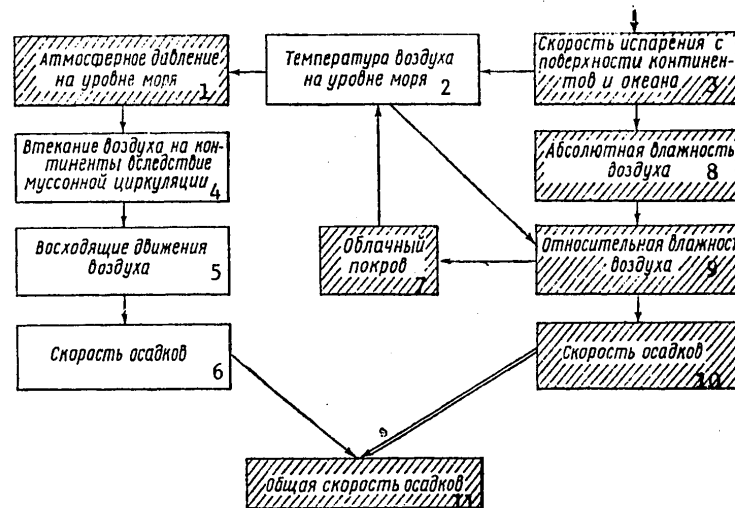 Атмосферное давление
на уровне моря
1
Температура воздуха
на уровне моря
2
Скорость испарения с
поверхности континен-
тов и океана
3
Втекание воздуха на кон-
тиненты вследствие
муссонной циркуляции
4
Абсолютная влажность
воздуха
8
Восходящие движения
воздуха
5
Облачный
покров
7
Относительная влажност
воздуха
9
Скорость осадков
6
Скорость осадков
10
9
Общая скорость осадков
11